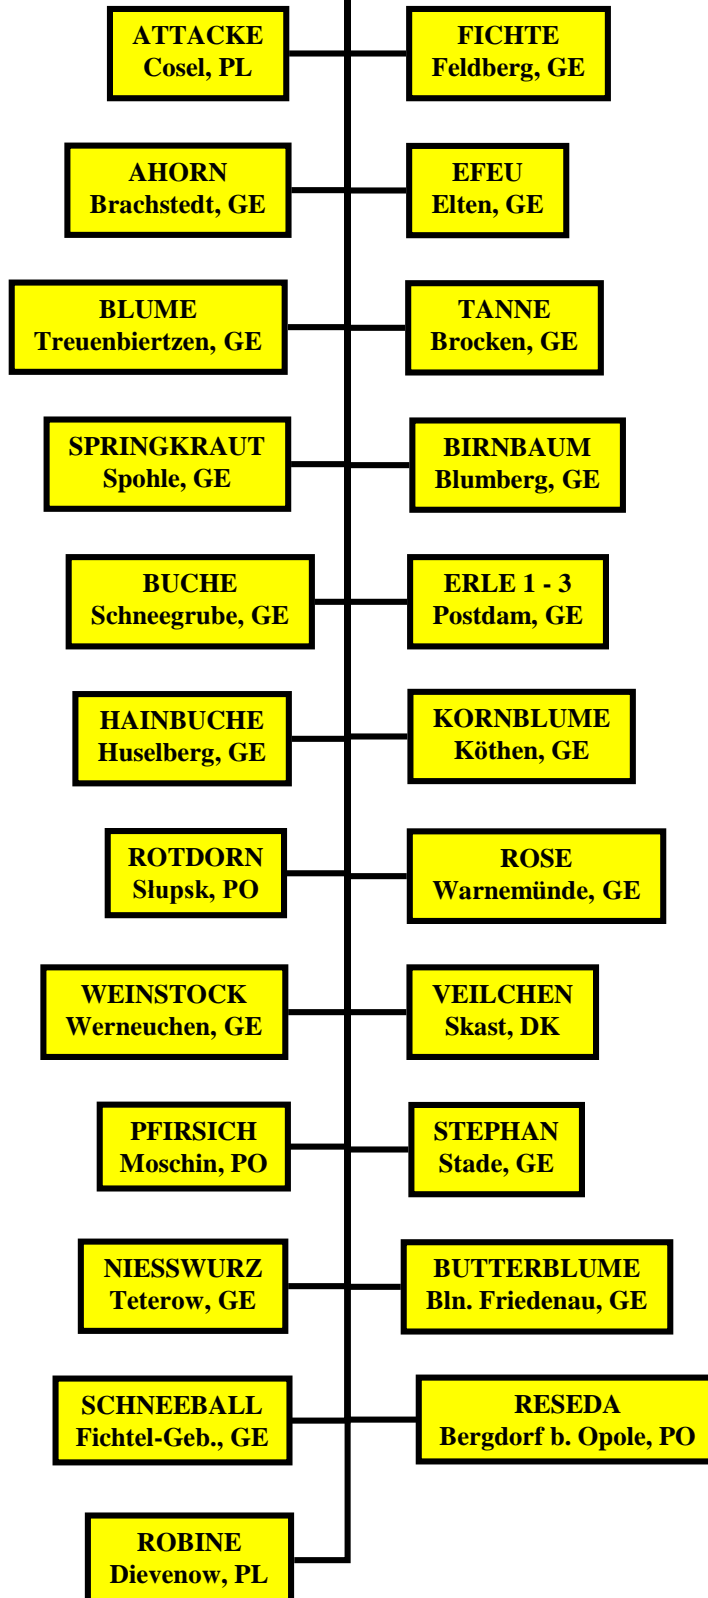 ATTACKE
Cosel, PL
FICHTE
Feldberg, GE
AHORN
Brachstedt, GE
EFEU
Elten, GE
BLUME
Treuenbiertzen, GE
TANNE
Brocken, GE
SPRINGKRAUT
Spohle, GE
BIRNBAUM
Blumberg, GE
BUCHE
Schneegrube, GE
ERLE 1 - 3
Postdam, GE
HAINBUCHE
Huselberg, GE
KORNBLUME
Köthen, GE
ROTDORN
Słupsk, PO
ROSE
Warnemünde, GE
WEINSTOCK
Werneuchen, GE
VEILCHEN
Skast, DK
PFIRSICH
Moschin, PO
STEPHAN
Stade, GE
NIESSWURZ
Teterow, GE
BUTTERBLUME
Bln. Friedenau, GE
SCHNEEBALL
Fichtel-Geb., GE
RESEDA
Bergdorf b. Opole, PO
ROBINE
Dievenow, PL